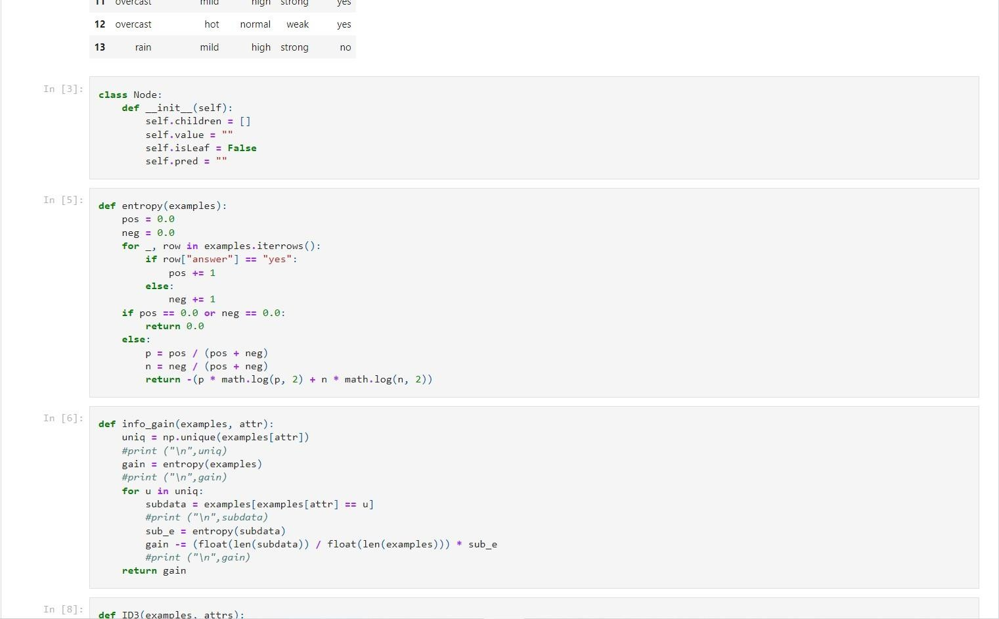 11 overcast mild high strong yes
12 overcast hot normal weak yes
13 rain mild high strong no
In [3]:
class Node:
    def __init__(self):
        self.children = []
        self.value = ""
        self.isLeaf = False
        self.pred = ""
In [5]:
def entropy(examples):
    pos = 0.0
    neg = 0.0
    for _, row in examples.iterrows():
        if row["answer"] == "yes":
            pos += 1
        else:
            neg += 1
    if pos == 0.0 or neg == 0.0:
        return 0.0
    else:
        p = pos / (pos + neg)
        n = neg / (pos + neg)
        return -(p * math.log(p, 2) + n * math.log(n, 2))
In [6]:
def info_gain(examples, attr):
    uniq = np.unique(examples[attr])
    #print ("\n",uniq)
    gain = entropy(examples)
    #print ("\n",gain)
    for u in uniq:
        subdata = examples[examples[attr] == u]
        #print ("\n",subdata)
        sub_e = entropy(subdata)
        gain -= (float(len(subdata)) / float(len(examples))) * sub_e
        #print ("\n",gain)
    return gain
In [8]:
def ID3(examples, attrs):